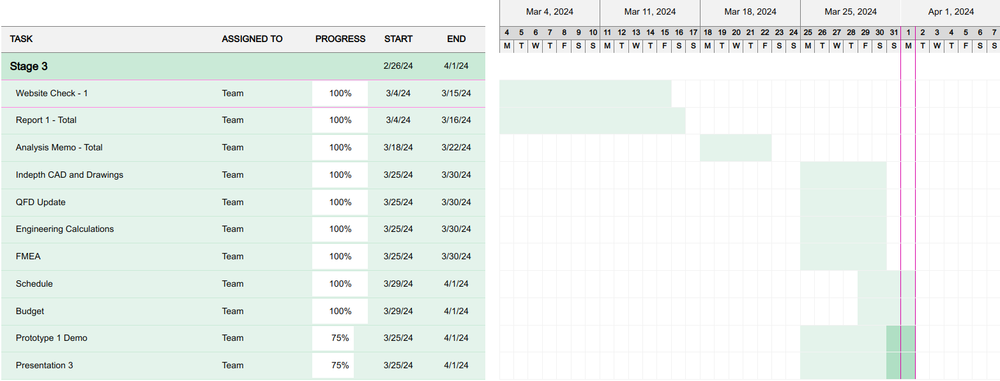 Mar 4, 2024 Mar 11, 2024 Mar 18, 2024 Mar 25, 2024 Apr 1, 2024
4 5 6 7 8 9 10 11 12 13 14 15 16 17 18 19 20 21 22 23 24 25 26 27 28 29 30 31 1 2 3 4 5 6 7
TASK ASSIGNED TO PROGRESS START END
M T W T F S S M T W T F S S M T W T F S S M T W T F S S M T W T F S S
Stage 3 2/26/24 4/1/24
Website Check - 1 Team 100% 3/4/24 3/15/24
Report 1 - Total Team 100% 3/4/24 3/16/24
Analysis Memo - Total Team 100% 3/18/24 3/22/24
Indepth CAD and Drawings Team 100% 3/25/24 3/30/24
QFD Update Team 100% 3/25/24 3/30/24
Engineering Calculations Team 100% 3/25/24 3/30/24
FMEA Team 100% 3/25/24 3/30/24
Schedule Team 100% 3/29/24 4/1/24
Budget Team 100% 3/29/24 4/1/24
Prototype 1 Demo Team 75% 3/25/24 4/1/24
Presentation 3 Team 75% 3/25/24 4/1/24